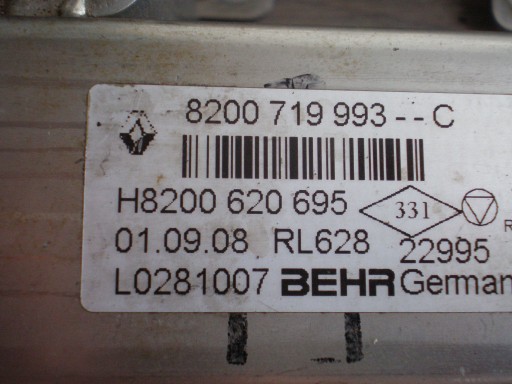 8200 719 993 -- C
H8200 620 695 331
01.09.08 RL628 22995
L0281007 BEHR German